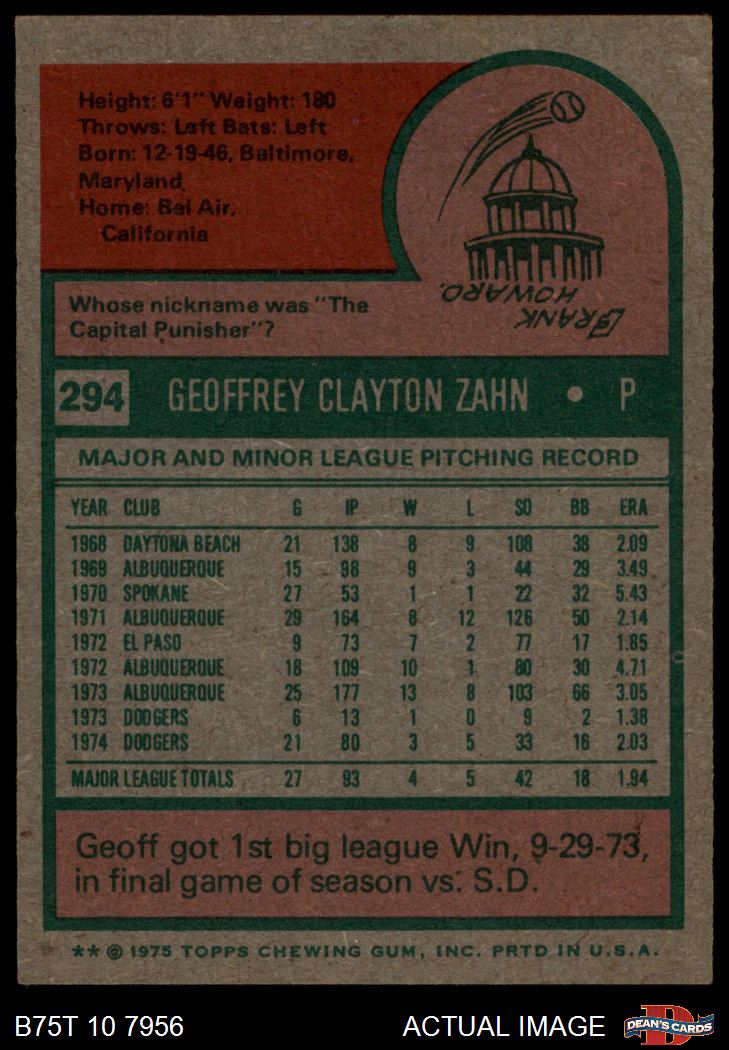 Height: 6'1" Weight: 180
Throws: Left Bats: Left
Born: 12-19-46, Baltimore,
Maryland
Home: Bel Air,
California
Whose nickname was "The
Capital Punisher"?
FRANK
HOWARD.
294 GEOFFREY CLAYTON ZAHN • P
MAJOR AND MINOR LEAGUE PITCHING RECORD
YEAR CLUB G IP W L SO BB ERA
1968 DAYTONA BEACH 21 138 8 9 108 38 2.09
1969 ALBUQUERQUE 15 98 9 3 44 29 3.49
1970 SPOKANE 27 53 1 1 22 32 5.43
1971 ALBUQUERQUE 29 164 8 12 126 50 2.14
1972 EL PASO 9 73 7 2 77 17 1.85
1972 ALBUQUERQUE 18 109 10 1 80 30 4.71
1973 ALBUQUERQUE 25 177 13 8 103 66 3.05
1973 DODGERS 6 13 1 0 9 2 1.38
1974 DODGERS 21 80 3 5 33 16 2.03
MAJOR LEAGUE TOTALS 27 93 4 5 42 18 1.94
Geoff got 1st big league Win, 9-29-73,
in final game of season vs. S.D.
** © 1975 TOPPS CHEWING GUM, INC. PRTD IN U.S.A.
B75T 10 7956 ACTUAL IMAGE DEAN'S CARDS